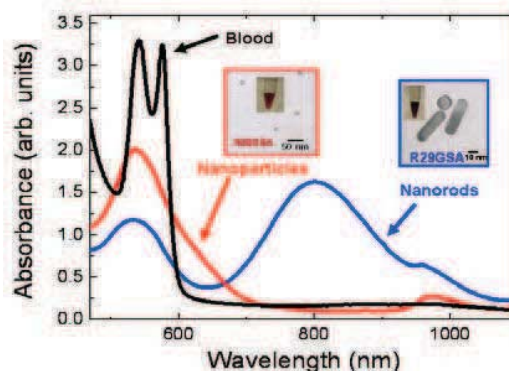 Absorbance (arb. units)
3.5
3.0
2.5
2.0
1.5
1.0
0.5
0.0
Blood
50 nm
Nanoparticles
R29GSA
10 nm
Nanorods
600
800
1000
Wavelength (nm)